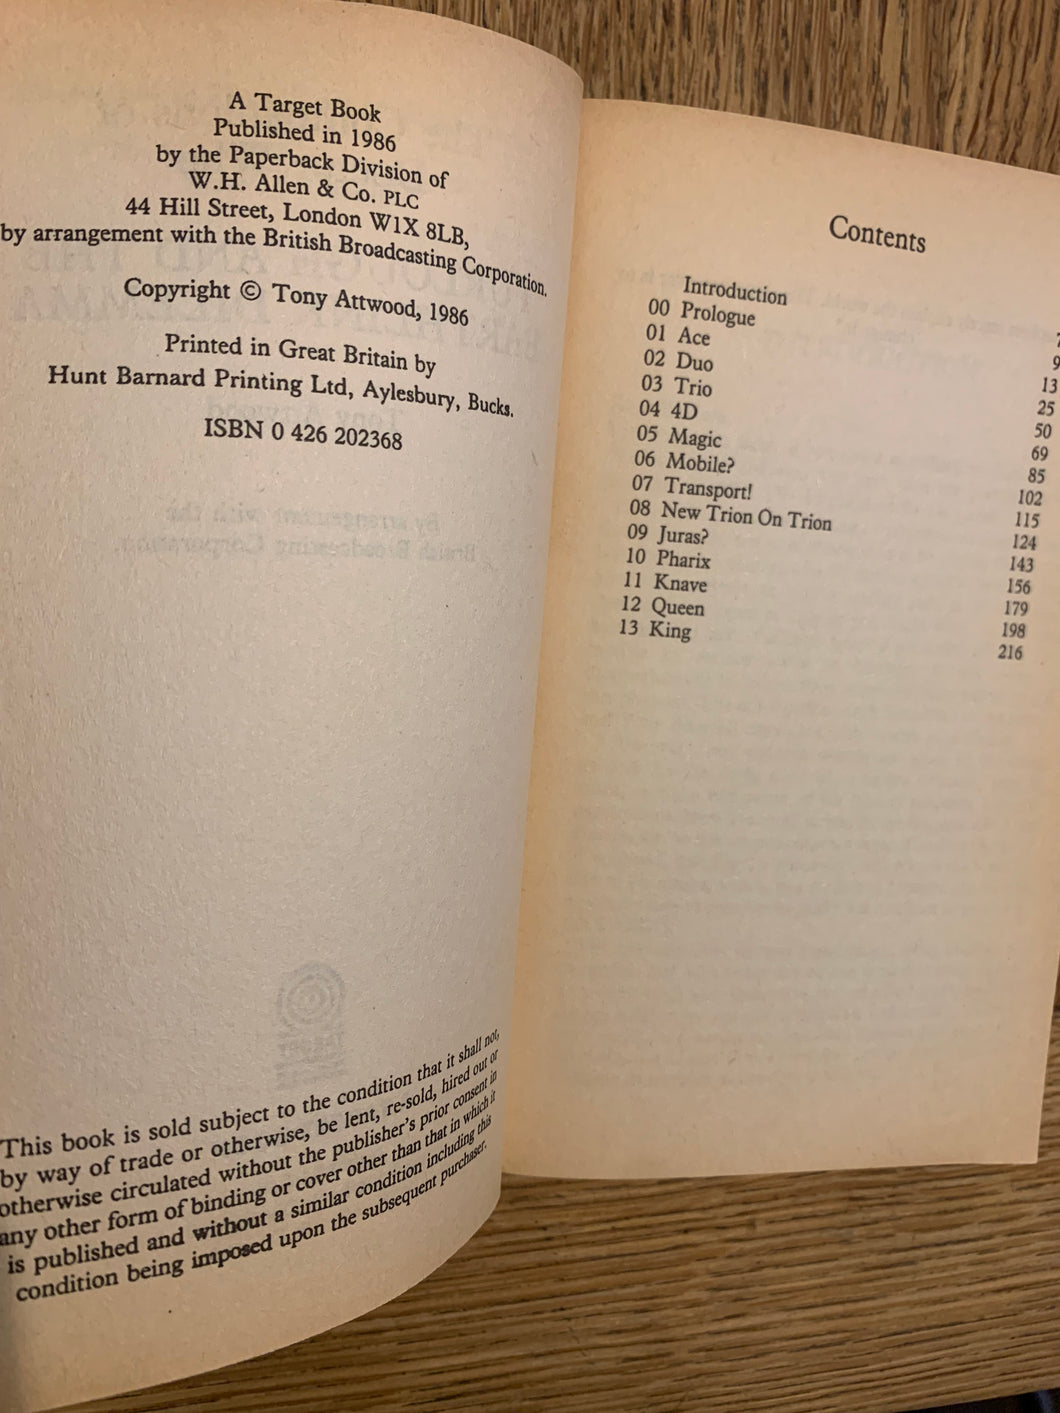 A Target Book
Published in 1986
by the Paperback Division of
W.H. Allen & Co. PLC
44 Hill Street, London W1X 8LB,
by arrangement with the British Broadcasting Corporation.
Copyright © Tony Attwood, 1986
Printed in Great Britain by
Hunt Barnard Printing Ltd, Aylesbury, Bucks.
ISBN 0 426 202368
This book is sold subject to the condition that it shall not,
by way of trade or otherwise, be lent, re-sold, hired out or
otherwise circulated without the publisher's prior consent in
any other form of binding or cover other than that in which it
is published and without a similar condition including this
condition being imposed upon the subsequent purchaser.
Contents
Introduction 7
00 Prologue 9
01 Ace 13
02 Duo 25
03 Trio 50
04 4D 69
05 Magic 85
06 Mobile? 102
07 Transport! 115
08 New Trion On Trion 124
09 Juras? 143
10 Pharix 156
11 Knave 179
12 Queen 198
13 King 216